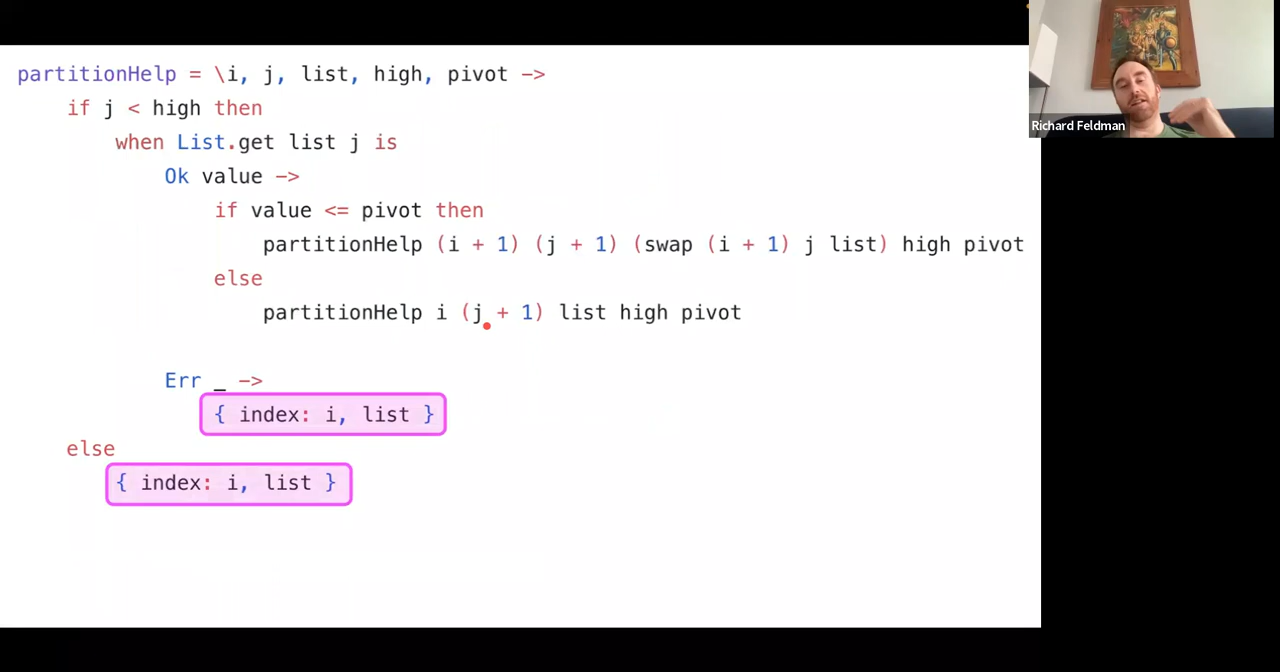 partitionHelp = \i, j, list, high, pivot ->
if j < high then
when List.get list j is
Ok value ->
if value <= pivot then
partitionHelp (i + 1) (j + 1) (swap (i + 1) j list) high pivot
else
partitionHelp i (j + 1) list high pivot
Err _ ->
{ index: i, list }
else
{ index: i, list }
Richard Feldman